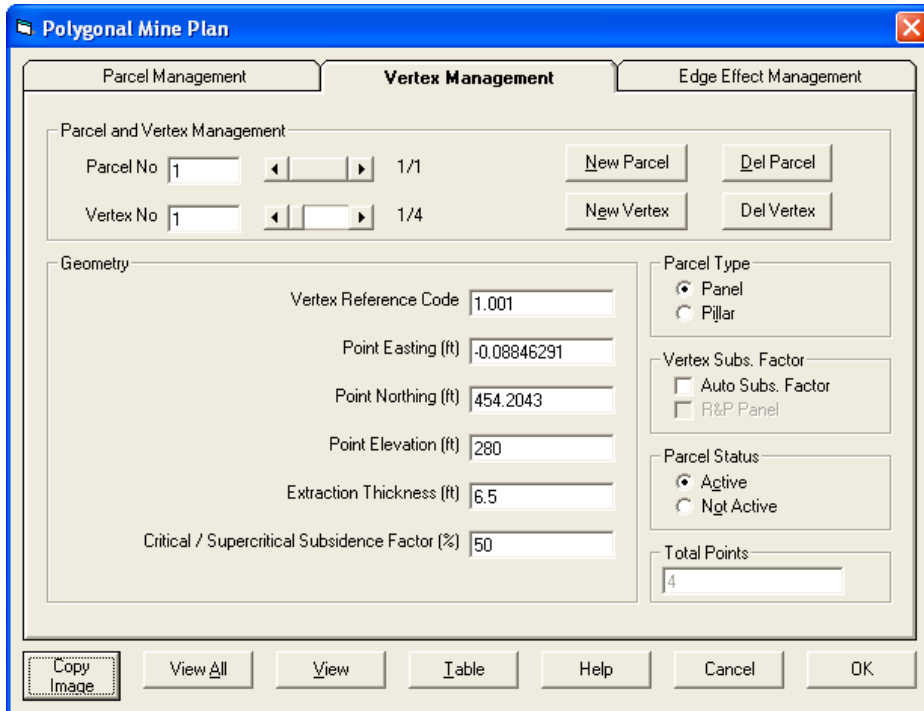 Polygonal Mine Plan
Parcel Management Vertex Management Edge Effect Management
Parcel and Vertex Management
Parcel No 1 1/1 New Parcel Del Parcel
Vertex No 1 1/4 New Vertex Del Vertex
Geometry
Vertex Reference Code 1.001
Point Easting (ft) -0.08846291
Point Northing (ft) 454.2043
Point Elevation (ft) 280
Extraction Thickness (ft) 6.5
Critical / Supercritical Subsidence Factor (%) 50
Parcel Type
Panel
Pillar
Vertex Subs. Factor
Auto Subs. Factor
R&P Panel
Parcel Status
Active
Not Active
Total Points
4
Copy
Image
View All View Table Help Cancel OK